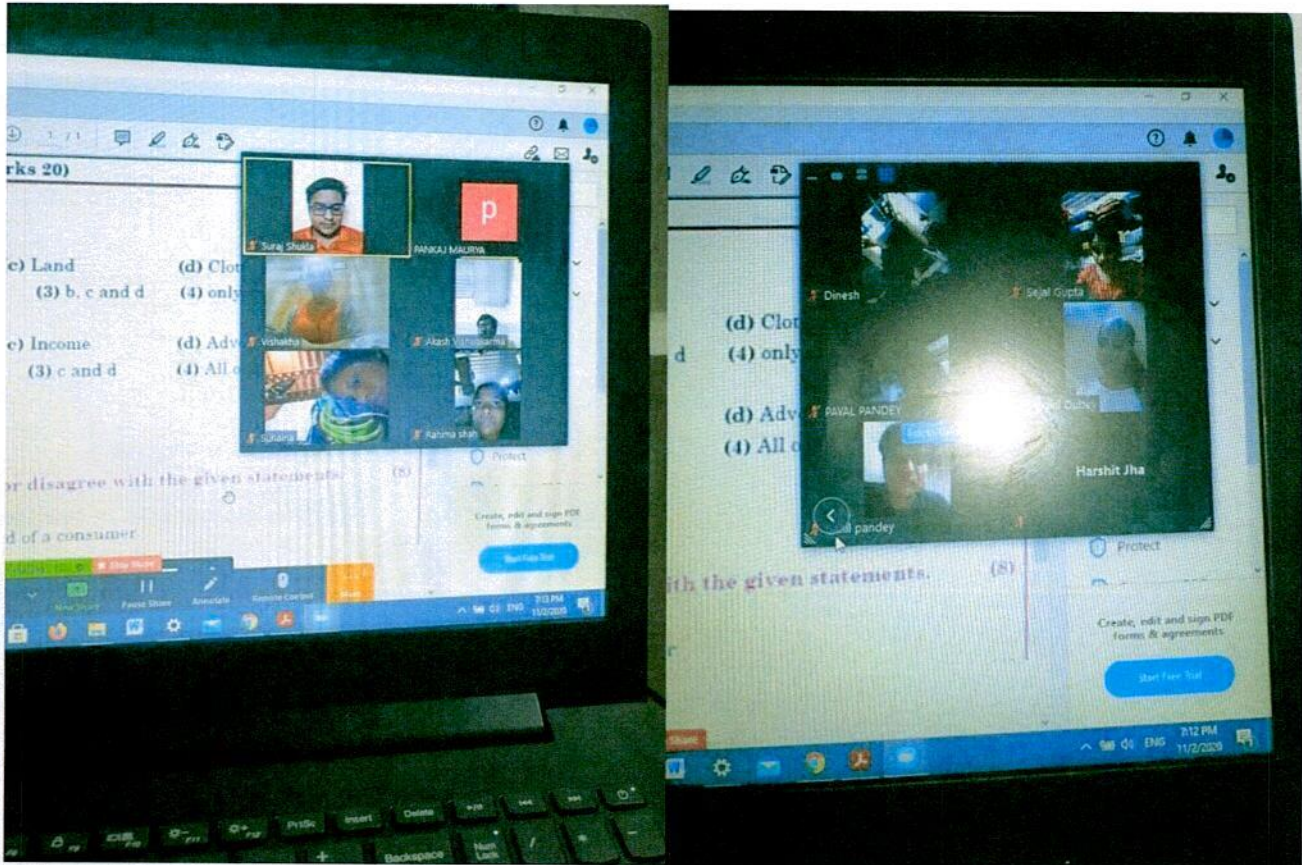 1 / 1
rks 20)
p
Suraj Shukla
PANKAJ MAURYA
c) Land (d) Clot
(3) b, c and d (4) only
Vishakha
Akash Vishwakarma
c) Income (d) Adv
(3) c and d (4) All o
Suhaina
Rahima shah
Protect
or disagree with the given statements. (8)
Create, edit and sign PDF
forms & agreements
d of a consumer
Start Free Trial
Stop Share
New Share
Pause Share
Annotate
Remote Control
More
ENG
7:13 PM
11/2/2020
PrtSc
Insert
Delete
Backspace
Num
Lock
Dinesh
Sejal Gupta
(d) Clot
d (4) only
PAYAL PANDEY
Dubey
(d) Adv
(4) All o
Harshit Jha
pandey
Protect
ith the given statements. (8)
Create, edit and sign PDF
forms & agreements
Start Free Trial
Share
ENG
7:12 PM
11/2/2020